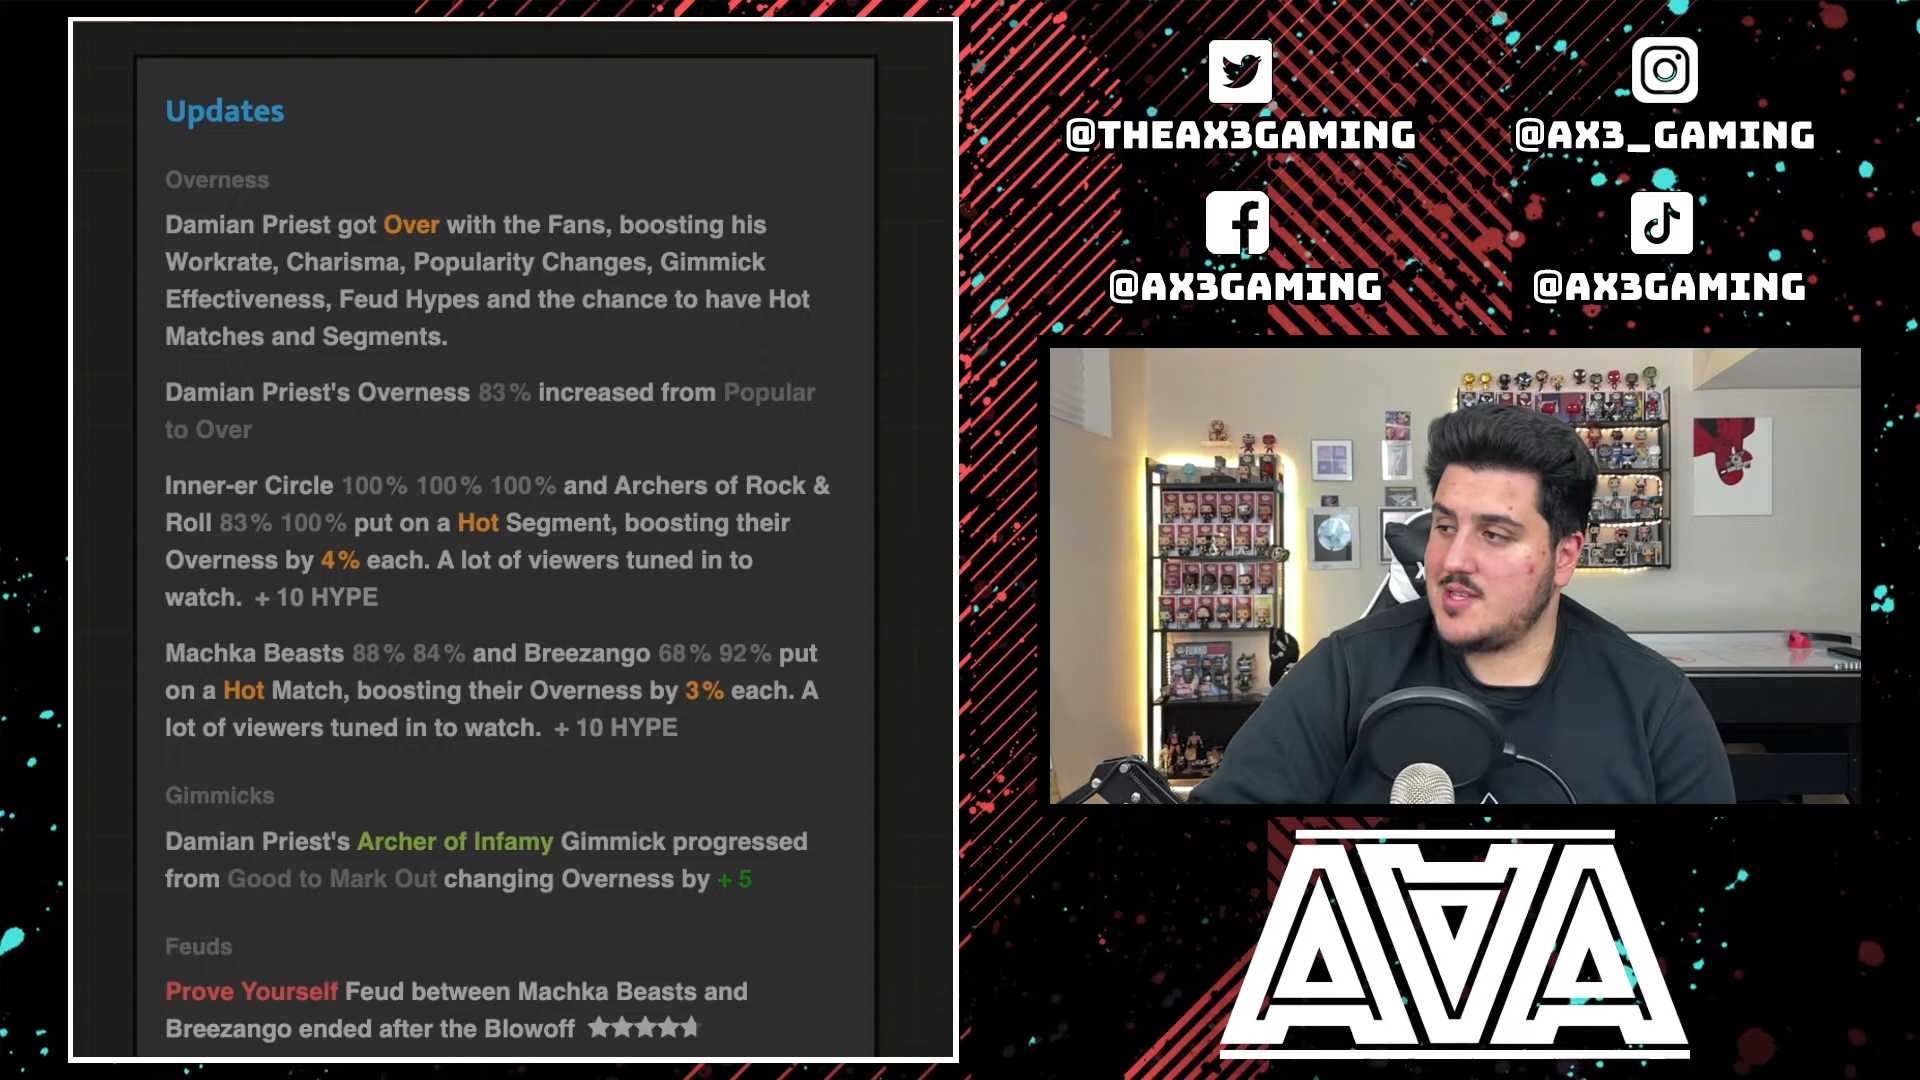 Updates
Overness
Damian Priest got Over with the Fans, boosting his
Workrate, Charisma, Popularity Changes, Gimmick
Effectiveness, Feud Hypes and the chance to have Hot
Matches and Segments.
Damian Priest's Overness 83% increased from Popular
to Over
Inner-er Circle 100% 100% 100% and Archers of Rock &
Roll 83% 100% put on a Hot Segment, boosting their
Overness by 4% each. A lot of viewers tuned in to
watch. + 10 HYPE
Machka Beasts 88% 84% and Breezango 68% 92% put
on a Hot Match, boosting their Overness by 3% each. A
lot of viewers tuned in to watch. + 10 HYPE
Gimmicks
Damian Priest's Archer of Infamy Gimmick progressed
from Good to Mark Out changing Overness by + 5
Feuds
Prove Yourself Feud between Machka Beasts and
Breezango ended after the Blowoff
@THEAX3GAMING
@AX3_GAMING
@AX3GAMING
@AX3GAMING